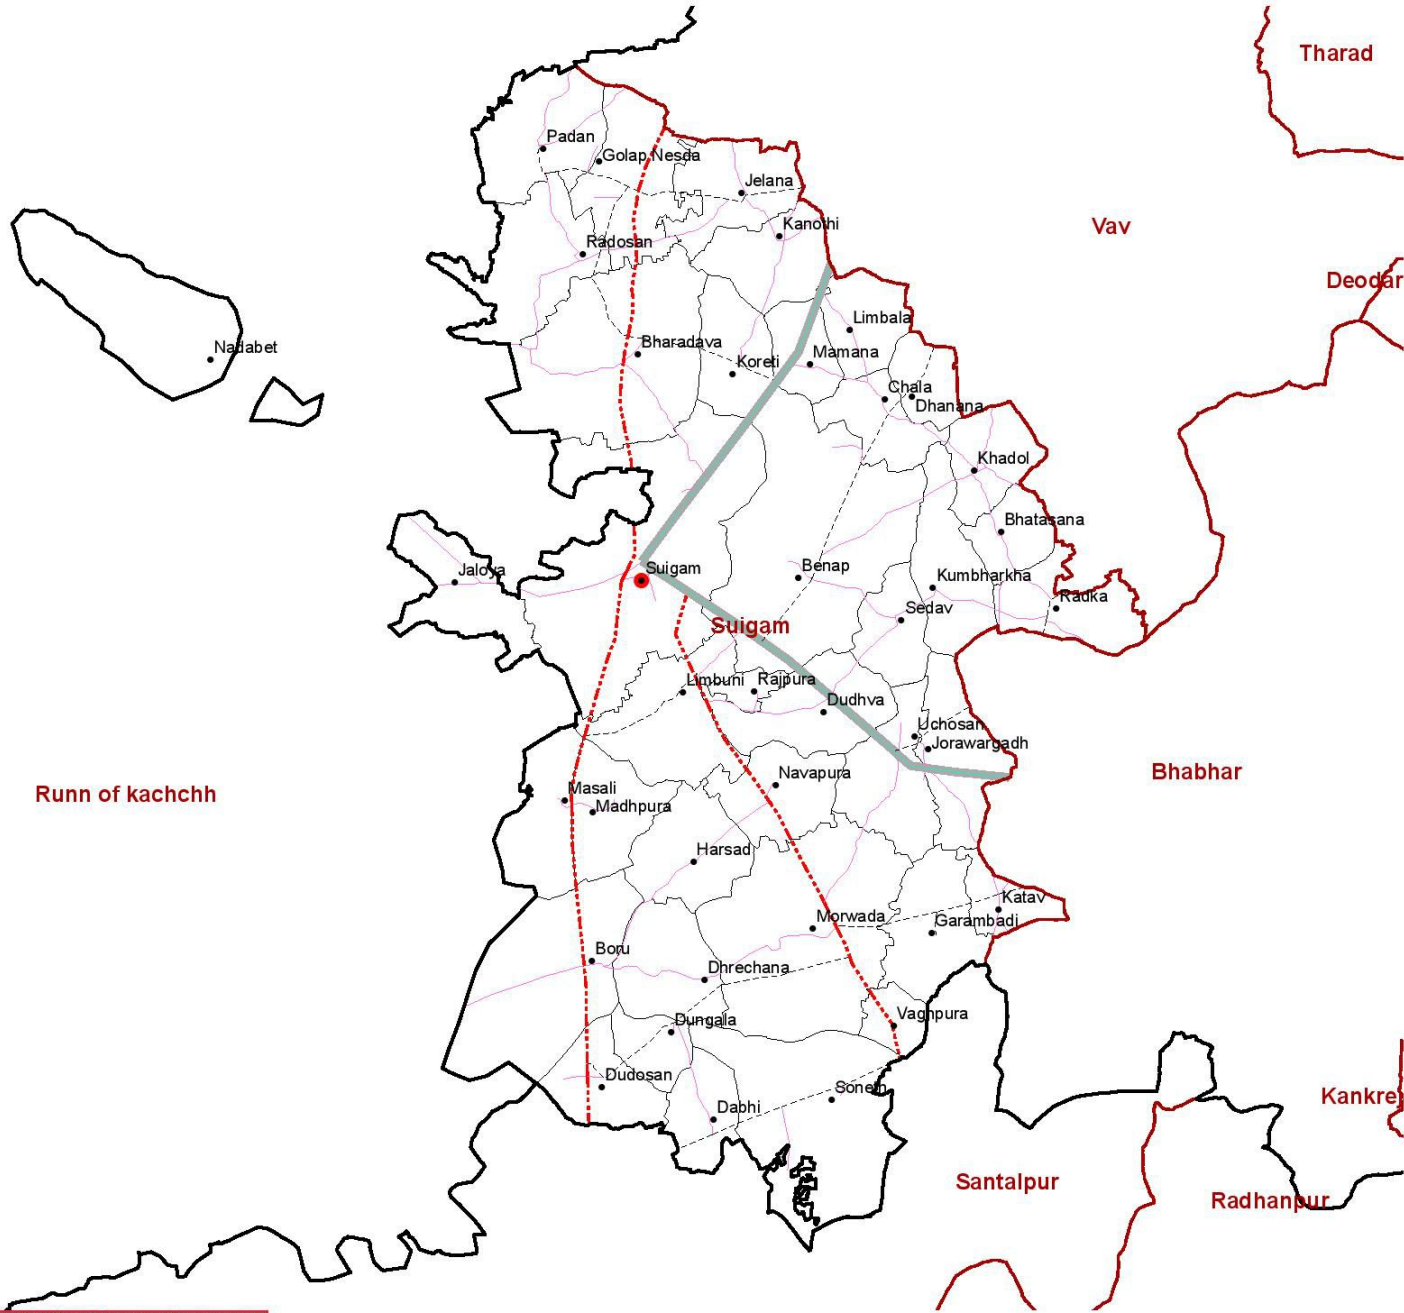 Tharad
Padan
Golap Nesda
Jelana
Kanothi
Vav
Radosan
Deodar
Limbala
Nadabet
Bharadava
Koreti
Mamana
Chala
Dhanana
Khadol
Bhatasana
Jaloya
Suigam
Benap
Kumbharkha
Radka
Sedav
Suigam
Limbuni
Rajpura
Dudhva
Uchosan
Jorawargadh
Bhabhar
Navapura
Runn of kachchh
Masali
Madhpura
Harsad
Katav
Morwada
Garambadi
Boru
Dhrechana
Vaghpura
Dungala
Dudosan
Soneth
Kankre
Dabhi
Santalpur
Radhanpur